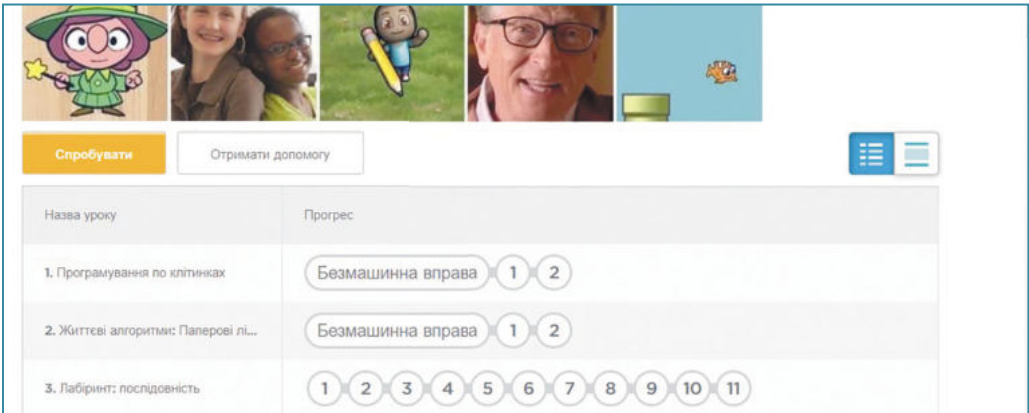 Спробувати Отримати допомогу
Назва уроку Прогрес
1. Програмування по клітинках Безмашинна вправа 1 2
2. Життєві алгоритми: Паперові лі... Безмашинна вправа 1 2
3. Лабіринт: послідовність 1 2 3 4 5 6 7 8 9 10 11